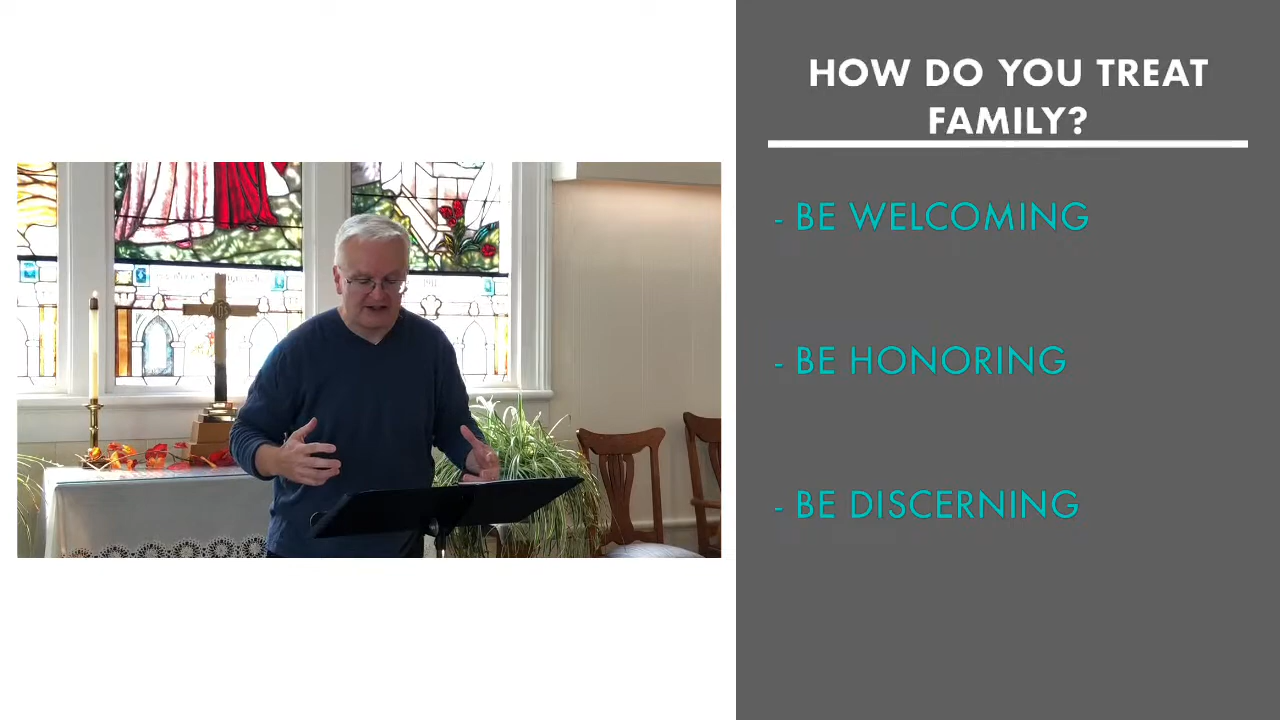 HOW DO YOU TREAT
FAMILY?
- BE WELCOMING
- BE HONORING
- BE DISCERNING